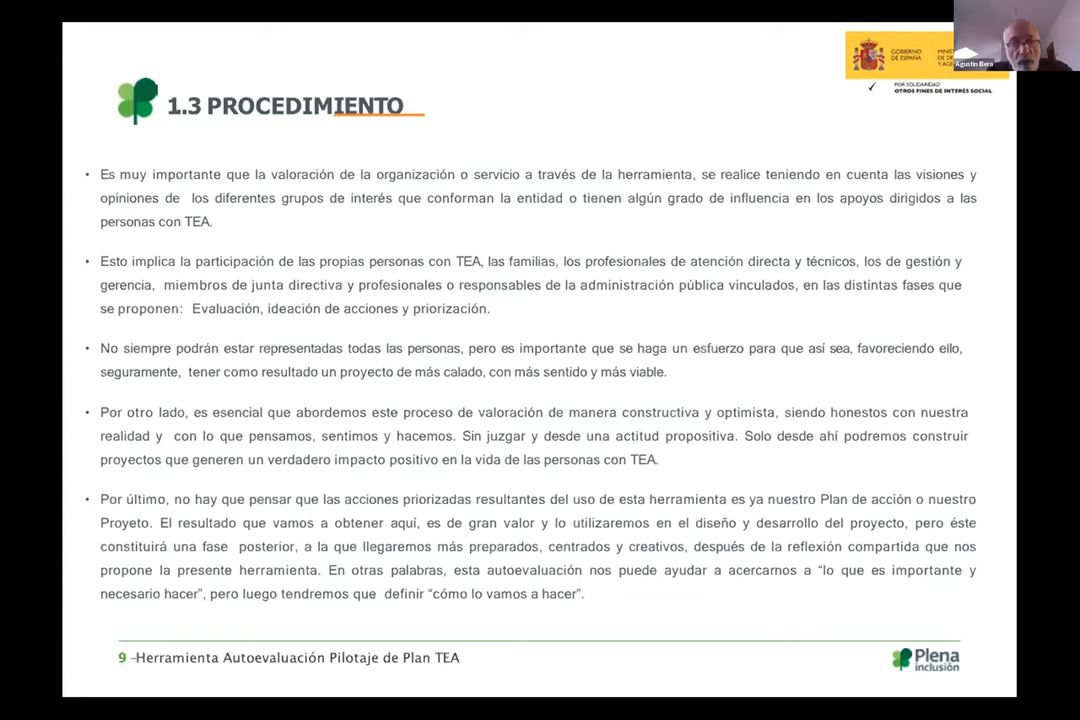 GOBIERNO
DE ESPAÑA
MINIS
DE DE
Y AGE
Agustín Illera
POR SOLIDARIDAD
OTROS FINES DE INTERÉS SOCIAL
1.3 PROCEDIMIENTO
• Es muy importante que la valoración de la organización o servicio a través de la herramienta, se realice teniendo en cuenta las visiones y
opiniones de los diferentes grupos de interés que conforman la entidad o tienen algún grado de influencia en los apoyos dirigidos a las
personas con TEA.
• Esto implica la participación de las propias personas con TEA, las familias, los profesionales de atención directa y técnicos, los de gestión y
gerencia, miembros de junta directiva y profesionales o responsables de la administración pública vinculados, en las distintas fases que
se proponen: Evaluación, ideación de acciones y priorización.
• No siempre podrán estar representadas todas las personas, pero es importante que se haga un esfuerzo para que así sea, favoreciendo ello,
seguramente, tener como resultado un proyecto de más calado, con más sentido y más viable.
• Por otro lado, es esencial que abordemos este proceso de valoración de manera constructiva y optimista, siendo honestos con nuestra
realidad y con lo que pensamos, sentimos y hacemos. Sin juzgar y desde una actitud propositiva. Solo desde ahí podremos construir
proyectos que generen un verdadero impacto positivo en la vida de las personas con TEA.
• Por último, no hay que pensar que las acciones priorizadas resultantes del uso de esta herramienta es ya nuestro Plan de acción o nuestro
Proyeto. El resultado que vamos a obtener aquí, es de gran valor y lo utilizaremos en el diseño y desarrollo del proyecto, pero éste
constituirá una fase posterior, a la que llegaremos más preparados, centrados y creativos, después de la reflexión compartida que nos
propone la presente herramienta. En otras palabras, esta autoevaluación nos puede ayudar a acercarnos a “lo que es importante y
necesario hacer”, pero luego tendremos que definir “cómo lo vamos a hacer”.
9 –Herramienta Autoevaluación Pilotaje de Plan TEA
Plena
inclusión